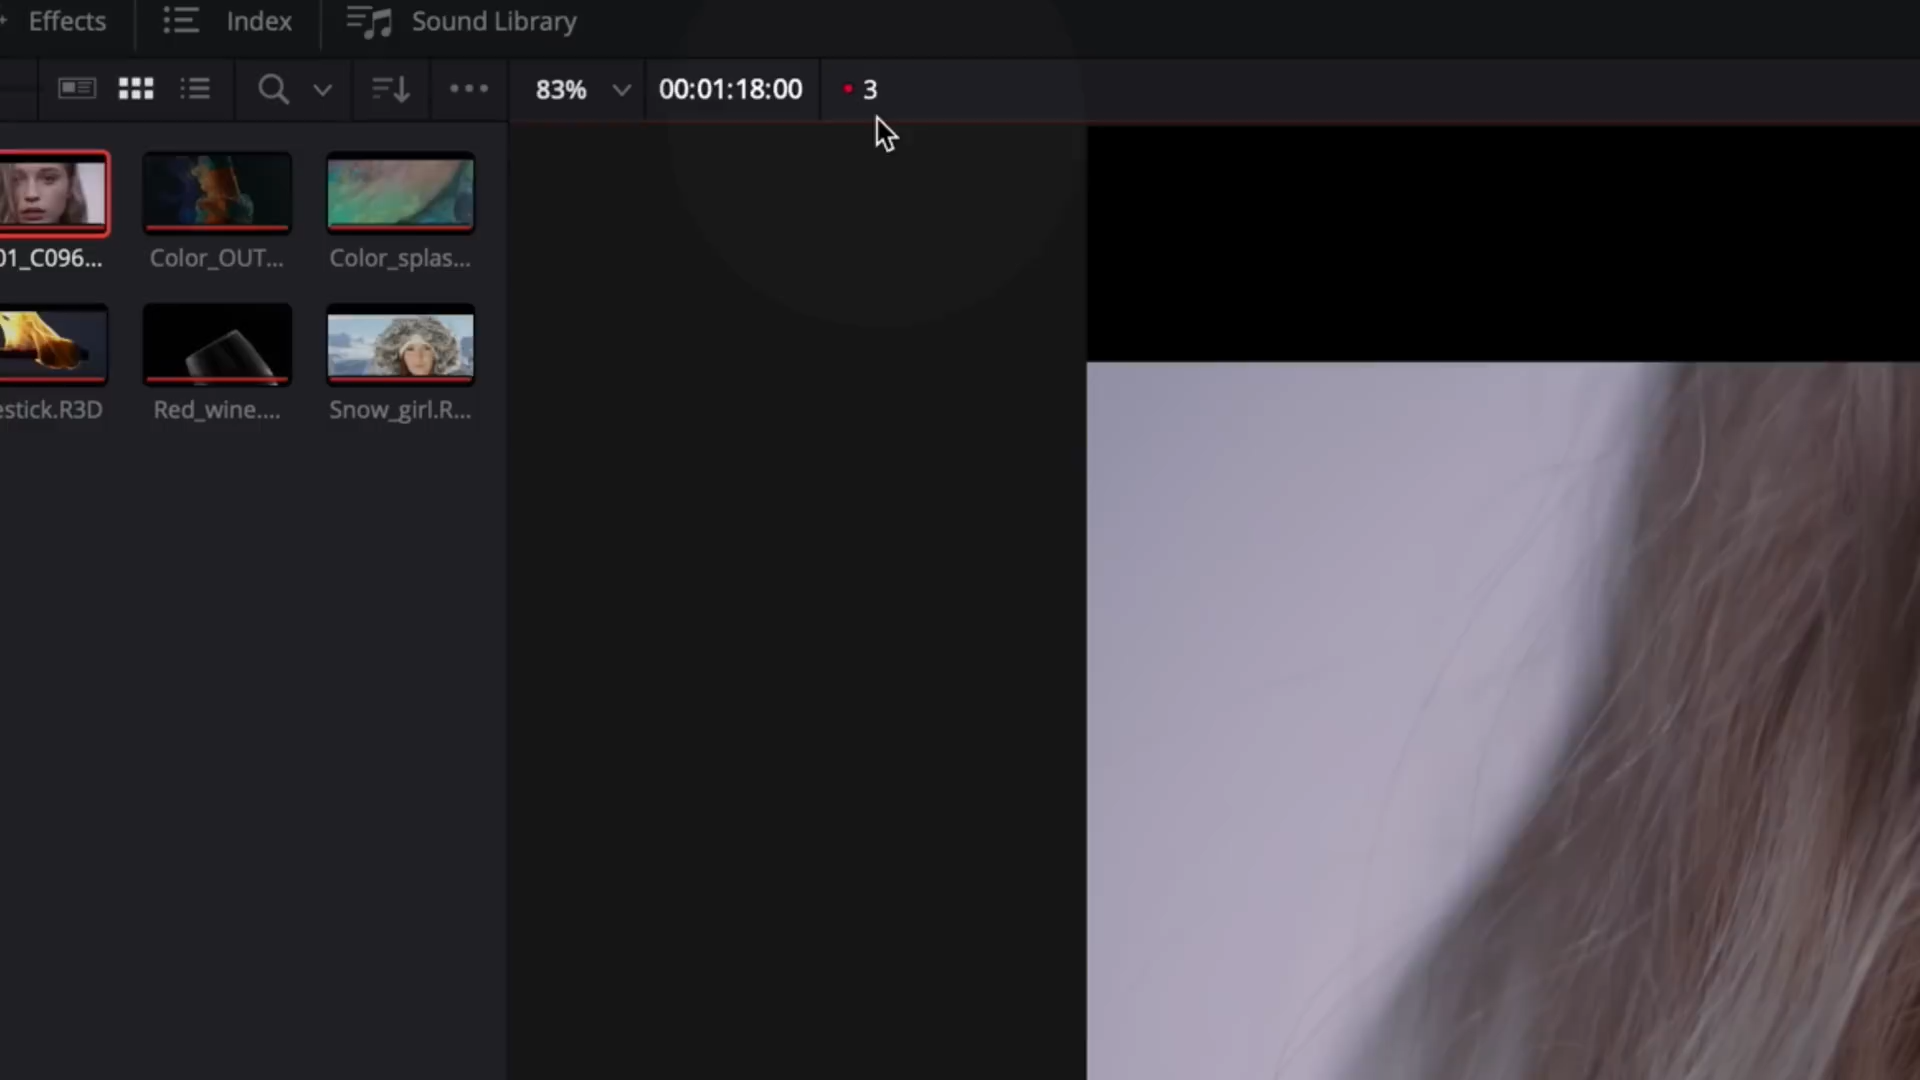 Effects Index Sound Library
83% 00:01:18:00 3
01_C096... Color_OUT... Color_splas...
estick.R3D Red_wine.... Snow_girl.R...